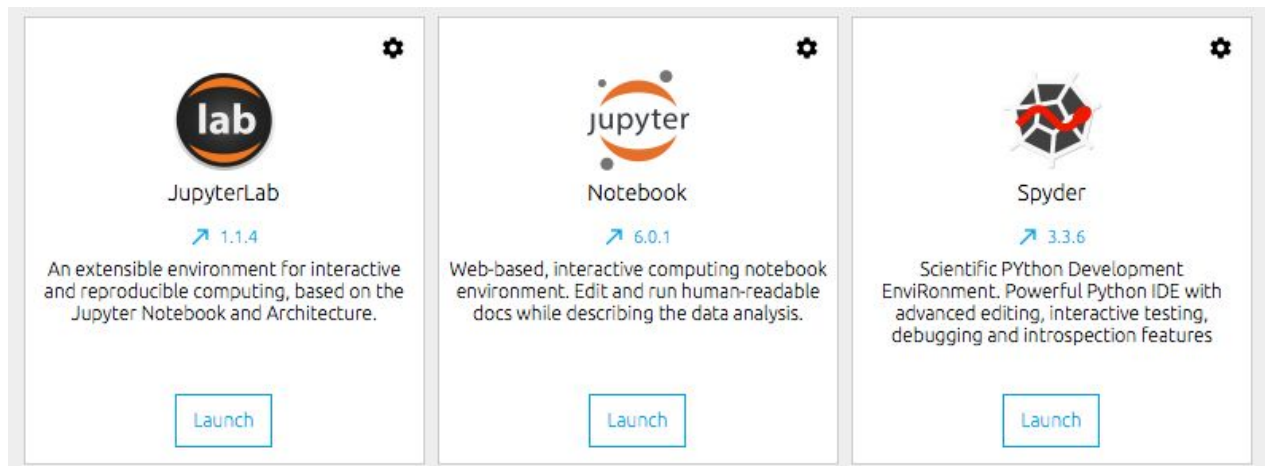 lab
JupyterLab
1.1.4
An extensible environment for interactive
and reproducible computing, based on the
Jupyter Notebook and Architecture.
Launch
jupyter
Notebook
6.0.1
Web-based, interactive computing notebook
environment. Edit and run human-readable
docs while describing the data analysis.
Launch
Spyder
3.3.6
Scientific PYthon Development
EnviRonment. Powerful Python IDE with
advanced editing, interactive testing,
debugging and introspection features
Launch